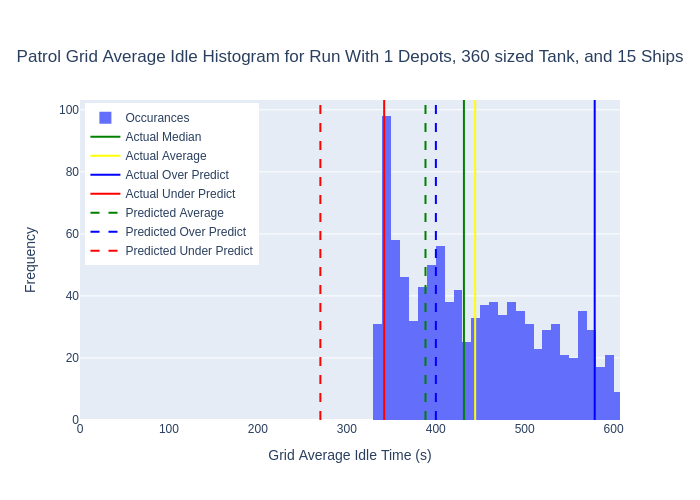 Patrol Grid Average Idle Histogram for Run With 1 Depots, 360 sized Tank, and 15 Ships
Occurances
Actual Median
Actual Average
Actual Over Predict
Actual Under Predict
Predicted Average
Predicted Over Predict
Predicted Under Predict
Frequency
100
80
60
40
20
0
0 100 200 300 400 500 600
Grid Average Idle Time (s)